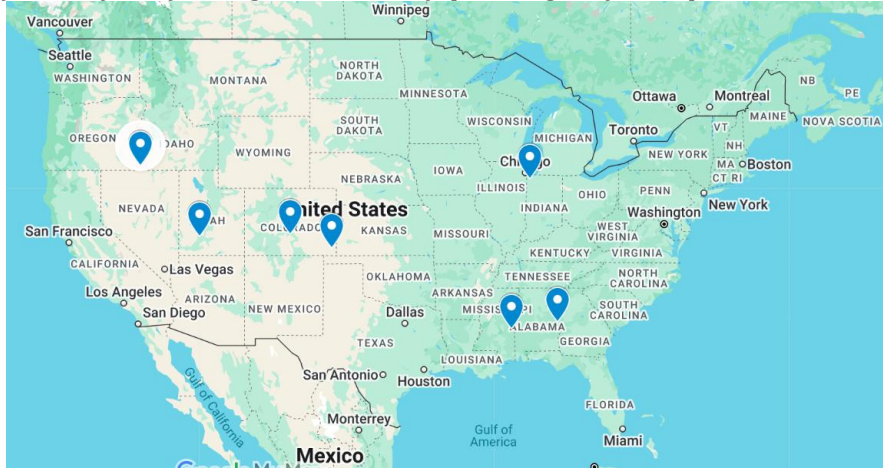 Winnipeg
Vancouver
Seattle
WASHINGTON
NORTH
DAKOTA
MONTANA
MINNESOTA
Ottawa
Montreal
NB
PE
MAINE
NOVA SCOTIA
OREGON
SOUTH
DAKOTA
WISCONSIN
MICHIGAN
Toronto
VT
NH
WYOMING
IOWA
NEW YORK
MA
Boston
CT RI
NEBRASKA
ILLINOIS
OHIO
PENN
New York
NEVADA
INDIANA
Washington
San Francisco
KANSAS
MISSOURI
WEST
VIRGINIA
KENTUCKY
VIRGINIA
CALIFORNIA
Las Vegas
OKLAHOMA
TENNESSEE
NORTH
CAROLINA
Los Angeles
ARIZONA
NEW MEXICO
ARKANSAS
San Diego
Dallas
ALABAMA
SOUTH
CAROLINA
TEXAS
GEORGIA
LOUISIANA
San Antonio
Houston
Gulf of California
FLORIDA
Monterrey
Gulf of
America
Miami
Mexico